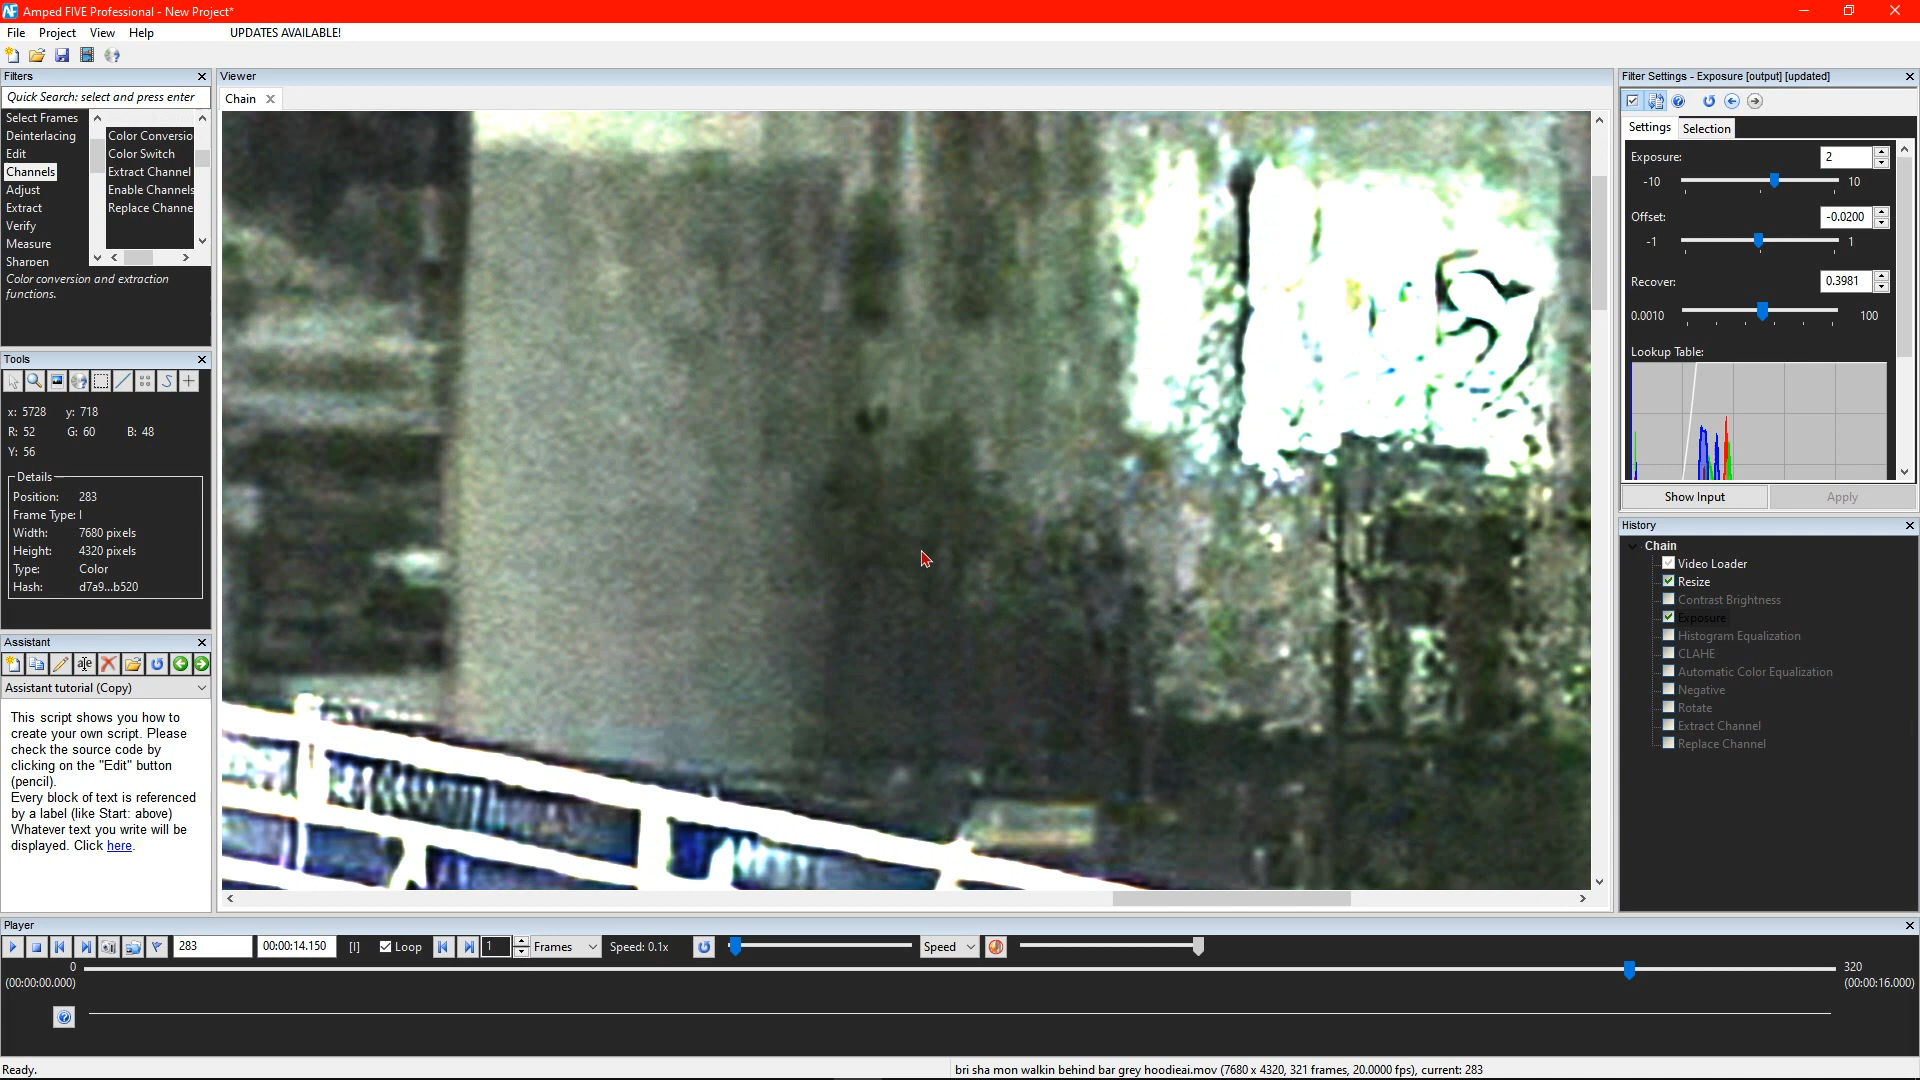 Amped FIVE Professional - New Project*
File Project View Help UPDATES AVAILABLE!
Filters
Quick Search: select and press enter
Select Frames
Deinterlacing
Edit
Channels
Adjust
Extract
Verify
Measure
Sharpen
Color Conversio
Color Switch
Extract Channel
Enable Channels
Replace Channe
Color conversion and extraction
functions.
Tools
x: 5728 y: 718
R: 52 G: 60 B: 48
Y: 56
Details
Position: 283
Frame Type: I
Width: 7680 pixels
Height: 4320 pixels
Type: Color
Hash: d7a9...b520
Assistant
Assistant tutorial (Copy)
This script shows you how to
create your own script. Please
check the source code by
clicking on the "Edit" button
(pencil).
Every block of text is referenced
by a label (like Start: above)
Whatever text you write will be
displayed. Click here.
Viewer
Chain
Filter Settings - Exposure [output] [updated]
Settings Selection
Exposure: 2
-10 10
Offset: -0.0200
-1 1
Recover: 0.3981
0.0010 100
Lookup Table:
Show Input Apply
History
Chain
Video Loader
Resize
Contrast Brightness
Exposure
Histogram Equalization
CLAHE
Automatic Color Equalization
Negative
Rotate
Extract Channel
Replace Channel
Player
283 00:00:14.150 [I] Loop 1 Frames Speed: 0.1x Speed
0 320
(00:00:00.000) (00:00:16.000)
Ready. bri sha mon walkin behind bar grey hoodieai.mov (7680 x 4320, 321 frames, 20.0000 fps), current: 283